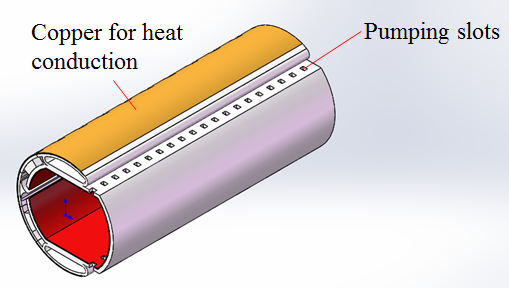 Copper for heat
conduction
Pumping slots